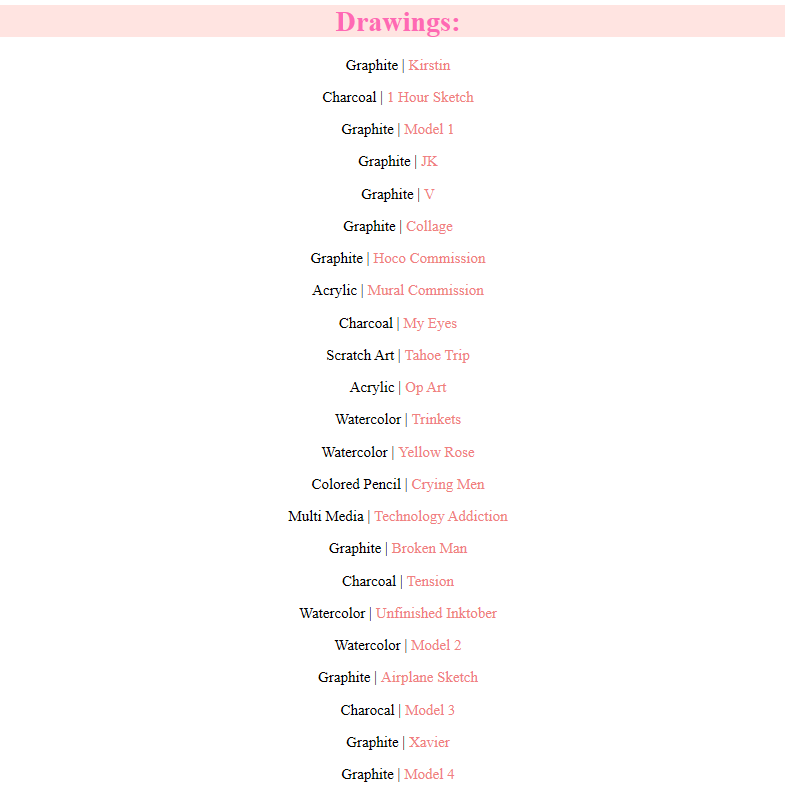 Drawings:
Graphite | Kirstin
Charcoal | 1 Hour Sketch
Graphite | Model 1
Graphite | JK
Graphite | V
Graphite | Collage
Graphite | Hoco Commission
Acrylic | Mural Commission
Charcoal | My Eyes
Scratch Art | Tahoe Trip
Acrylic | Op Art
Watercolor | Trinkets
Watercolor | Yellow Rose
Colored Pencil | Crying Men
Multi Media | Technology Addiction
Graphite | Broken Man
Charcoal | Tension
Watercolor | Unfinished Inktober
Watercolor | Model 2
Graphite | Airplane Sketch
Charocal | Model 3
Graphite | Xavier
Graphite | Model 4